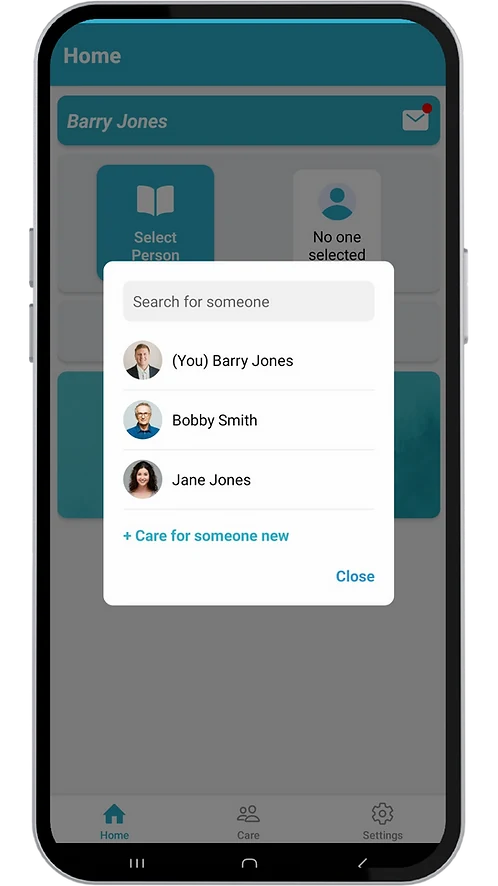 Home
Barry Jones
Select
Person
No one
selected
Search for someone
(You) Barry Jones
Bobby Smith
Jane Jones
+ Care for someone new
Close
Home
Care
Settings